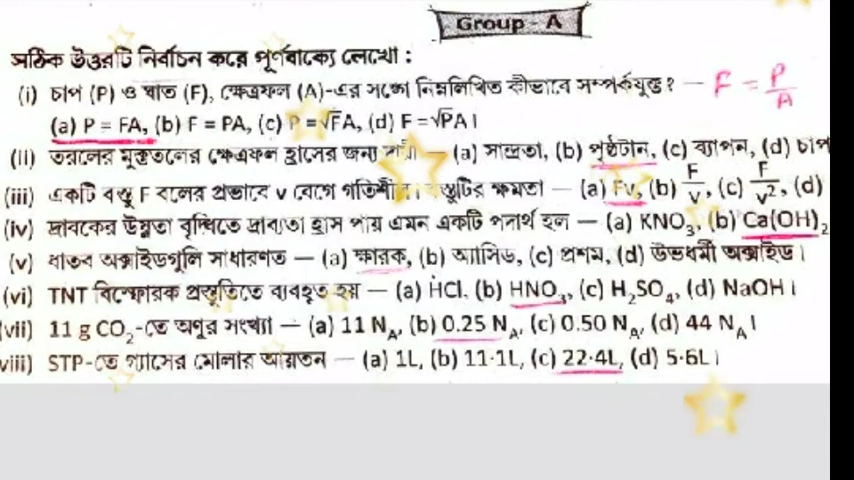 Group - A
সঠিক উত্তরটি নির্বাচন করে পূর্ণবাক্যে লেখো :
(i) চাপ (P) ও ঘাত (F), ক্ষেত্রফল (A)-এর সঙ্গে নিম্নলিখিত কীভাবে সম্পর্কযুক্ত? — F = P/A
(a) P = FA, (b) F = PA, (c) P = √FA, (d) F = √PA।
(ii) তরলের মুক্ততলের ক্ষেত্রফল হ্রাসের জন্য দায়ী — (a) সান্দ্রতা, (b) পৃষ্ঠটান, (c) ব্যাপন, (d) চাপ
(iii) একটি বস্তু F বলের প্রভাবে v বেগে গতিশীল। বস্তুটির ক্ষমতা — (a) Fv, (b) F/v, (c) F/v², (d)
(iv) দ্রাবকের উষ্ণতা বৃদ্ধিতে দ্রাব্যতা হ্রাস পায় এমন একটি পদার্থ হল — (a) KNO₃, (b) Ca(OH)₂
(v) ধাতব অক্সাইডগুলি সাধারণত — (a) ক্ষারক, (b) অ্যাসিড, (c) প্রশম, (d) উভধর্মী অক্সাইড।
(vi) TNT বিস্ফোরক প্রস্তুতিতে ব্যবহৃত হয় — (a) HCl, (b) HNO₃, (c) H₂SO₄, (d) NaOH।
(vii) 11 g CO₂-তে অণুর সংখ্যা — (a) 11 N_A, (b) 0.25 N_A, (c) 0.50 N_A, (d) 44 N_A।
viii) STP-তে গ্যাসের মোলার আয়তন — (a) 1L, (b) 11·1L, (c) 22·4L, (d) 5·6L।